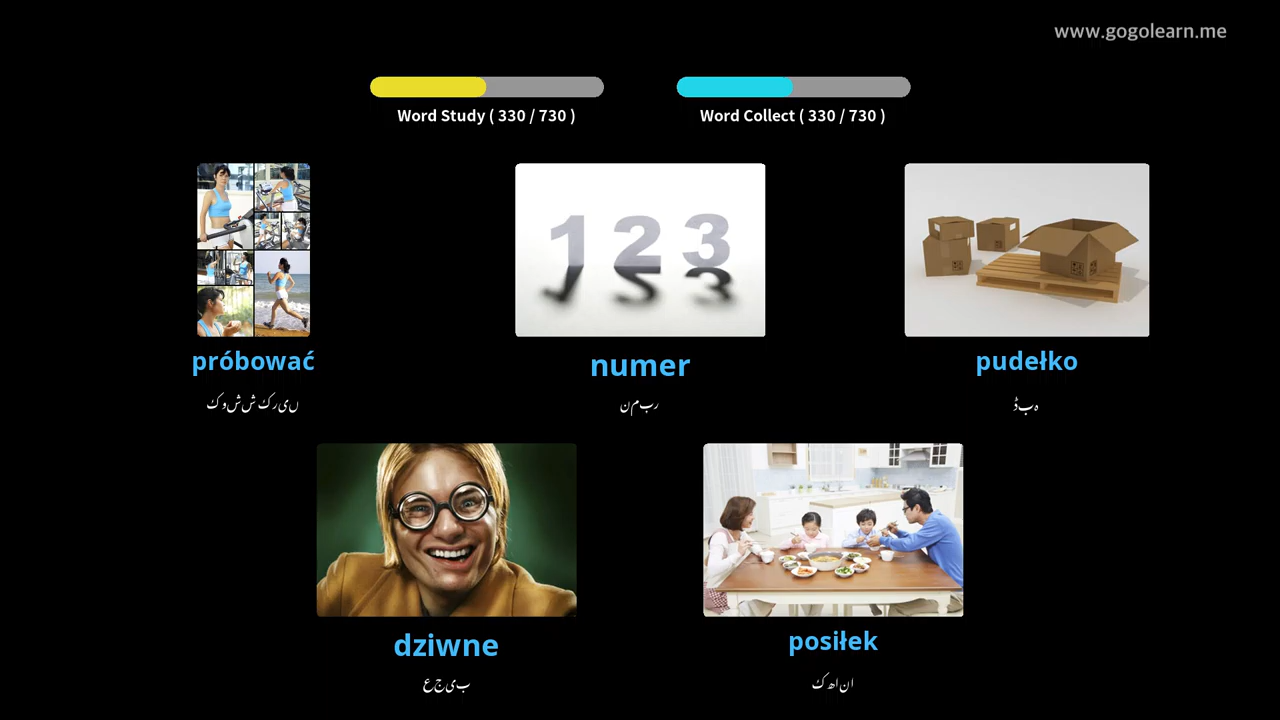 www.gogolearn.me
Word Study ( 330 / 730 )
Word Collect ( 330 / 730 )
próbować
numer
pudełko
کوشش کریں
نمبر
ڈبہ
dziwne
posiłek
عجیب
کھانا